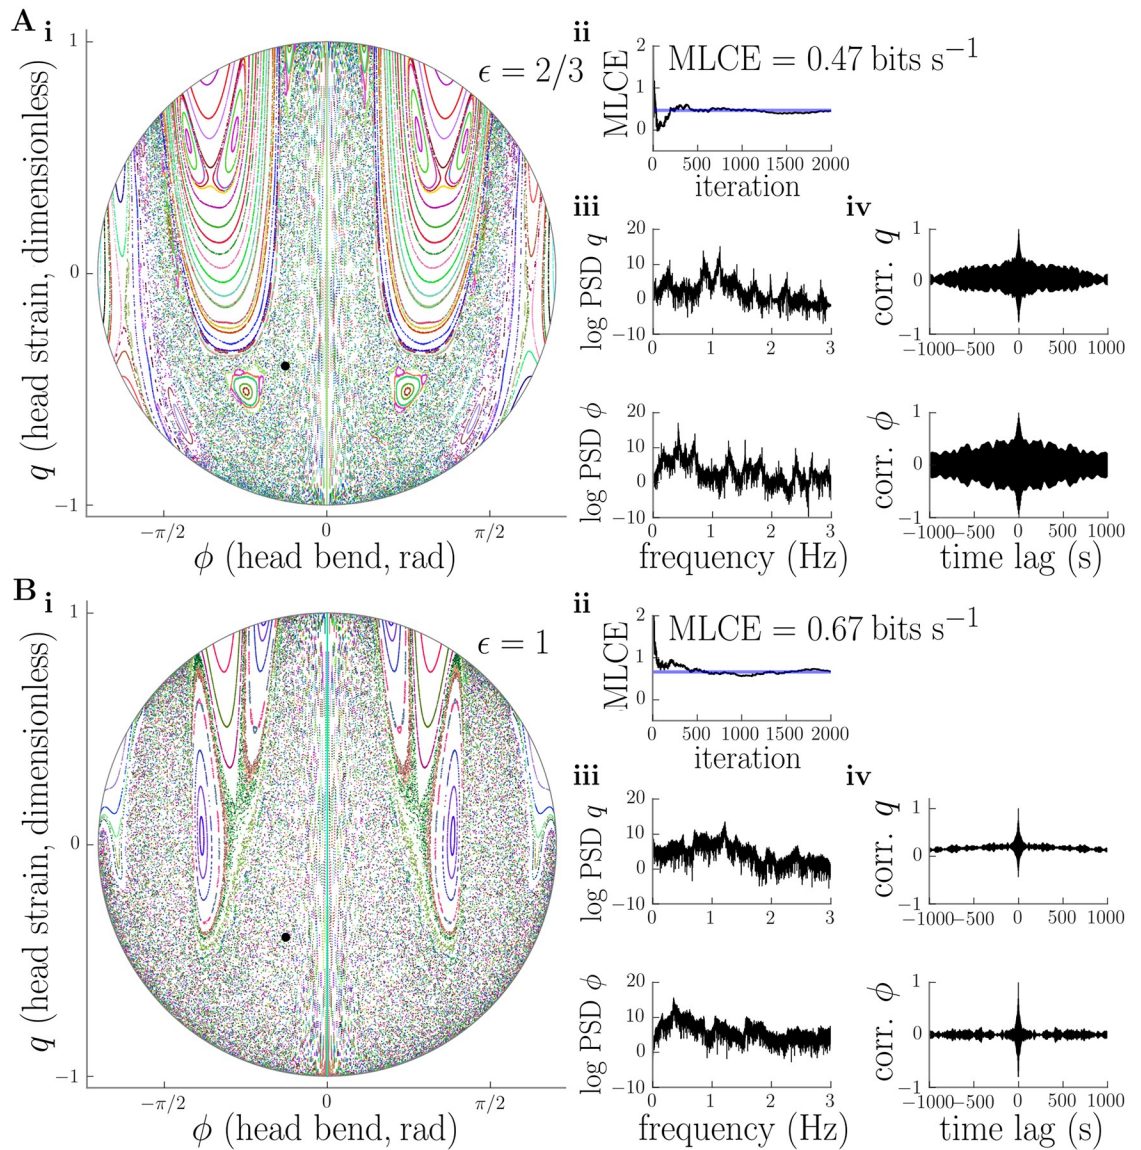 A
i
ϵ = 2/3
q (head strain, dimensionless)
1
0
−1
−π/2
0
π/2
ϕ (head bend, rad)
ii
MLCE = 0.47 bits s−1
MLCE
2
1
0
0
500
1000
1500
2000
iteration
iii
log PSD q
20
10
0
−10
0
1
2
3
iv
corr. q
1
0
−1
−1000
−500
0
500
1000
log PSD ϕ
20
10
0
−10
0
1
2
3
frequency (Hz)
corr. ϕ
1
0
−1
−1000
−500
0
500
1000
time lag (s)
B
i
ϵ = 1
q (head strain, dimensionless)
1
0
−1
−π/2
0
π/2
ϕ (head bend, rad)
ii
MLCE = 0.67 bits s−1
MLCE
2
1
0
0
500
1000
1500
2000
iteration
iii
log PSD q
20
10
0
−10
0
1
2
3
iv
corr. q
1
0
−1
−1000
−500
0
500
1000
log PSD ϕ
20
10
0
−10
0
1
2
3
frequency (Hz)
corr. ϕ
1
0
−1
−1000
−500
0
500
1000
time lag (s)